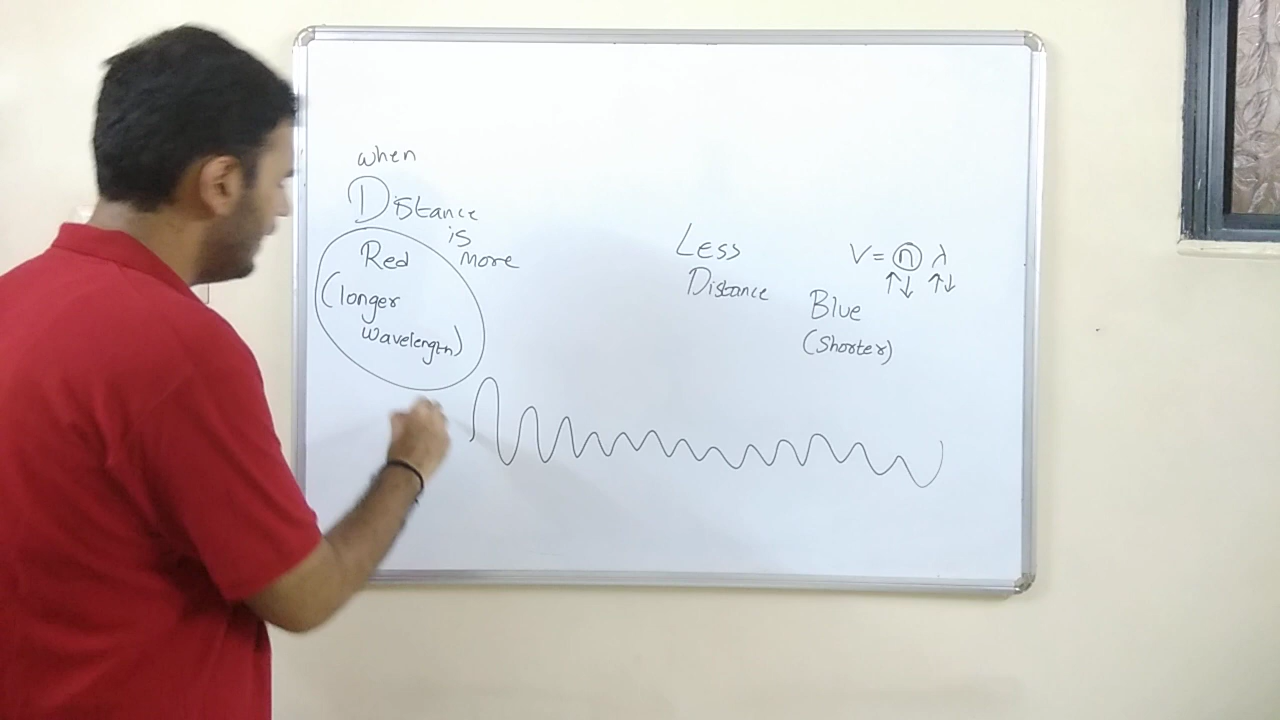 when
Distance
is
more
Red
(longer
wavelength)
Less
Distance
V = n λ
↑↓ ↑↓
Blue
(Shorter)